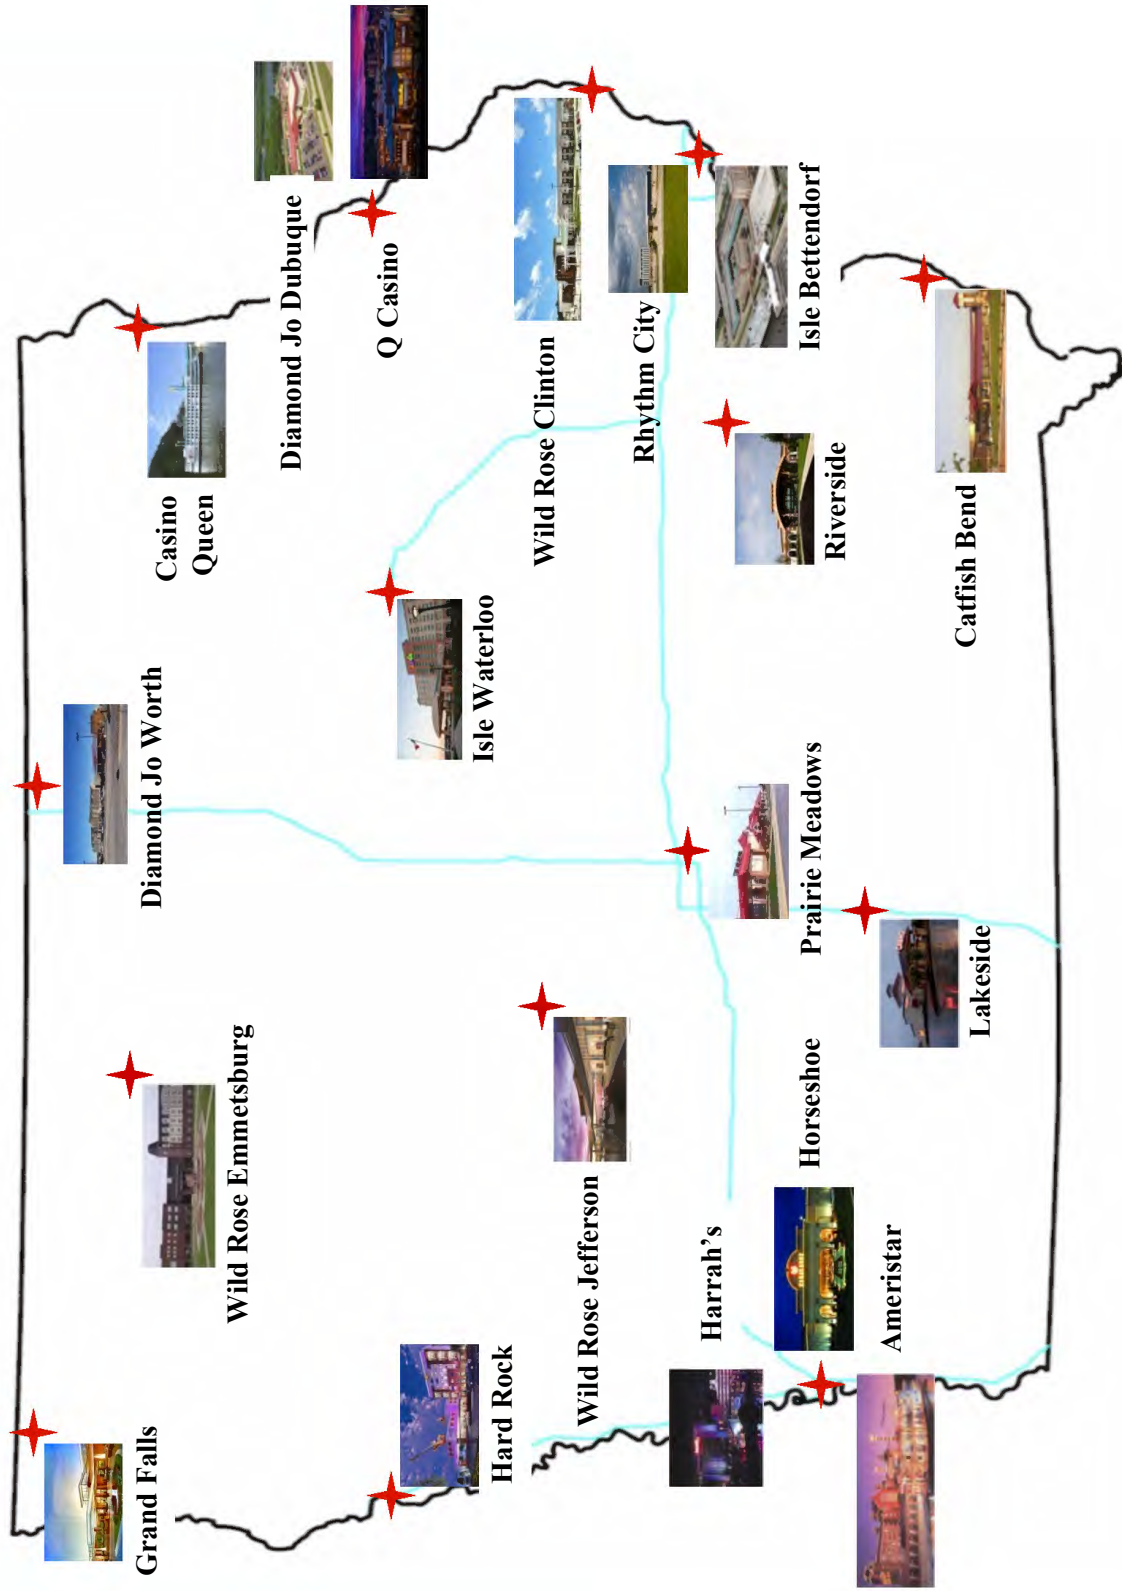 Grand Falls
Wild Rose Emmetsburg
Diamond Jo Worth
Casino
Queen
Diamond Jo Dubuque
Q Casino
Hard Rock
Isle Waterloo
Wild Rose Clinton
Wild Rose Jefferson
Rhythm City
Harrah’s
Horseshoe
Prairie Meadows
Riverside
Isle Bettendorf
Ameristar
Lakeside
Catfish Bend